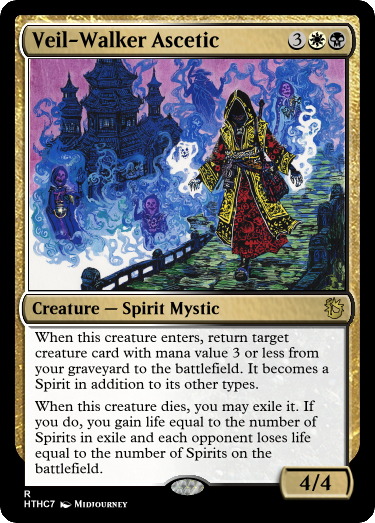 Veil-Walker Ascetic 3
Creature — Spirit Mystic
When this creature enters, return target
creature card with mana value 3 or less from
your graveyard to the battlefield. It becomes a
Spirit in addition to its other types.
When this creature dies, you may exile it. If
you do, you gain life equal to the number of
Spirits in exile and each opponent loses life
equal to the number of Spirits on the
battlefield.
4/4
R
HTHC7 Midjourney